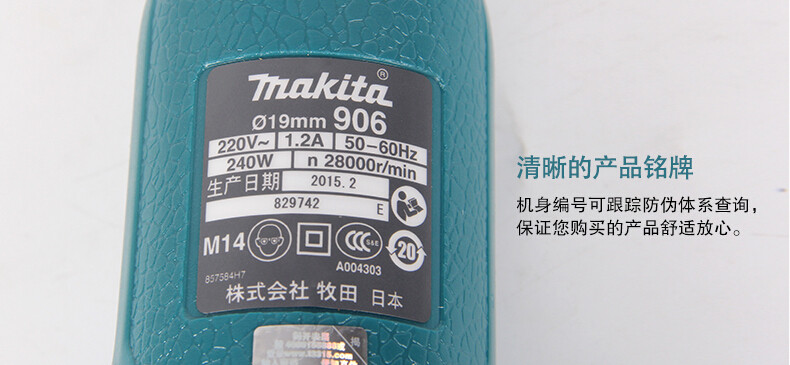 makita®
Ø19mm 906
220V~ 1.2A 50-60Hz
240W n 28000r/min
生产日期 2015.2
829742 E
M14 CCC S&E 20
A004303
857584H7
株式会社 牧田 日本
清晰的产品铭牌
机身编号可跟踪防伪体系查询，
保证您购买的产品舒适放心。